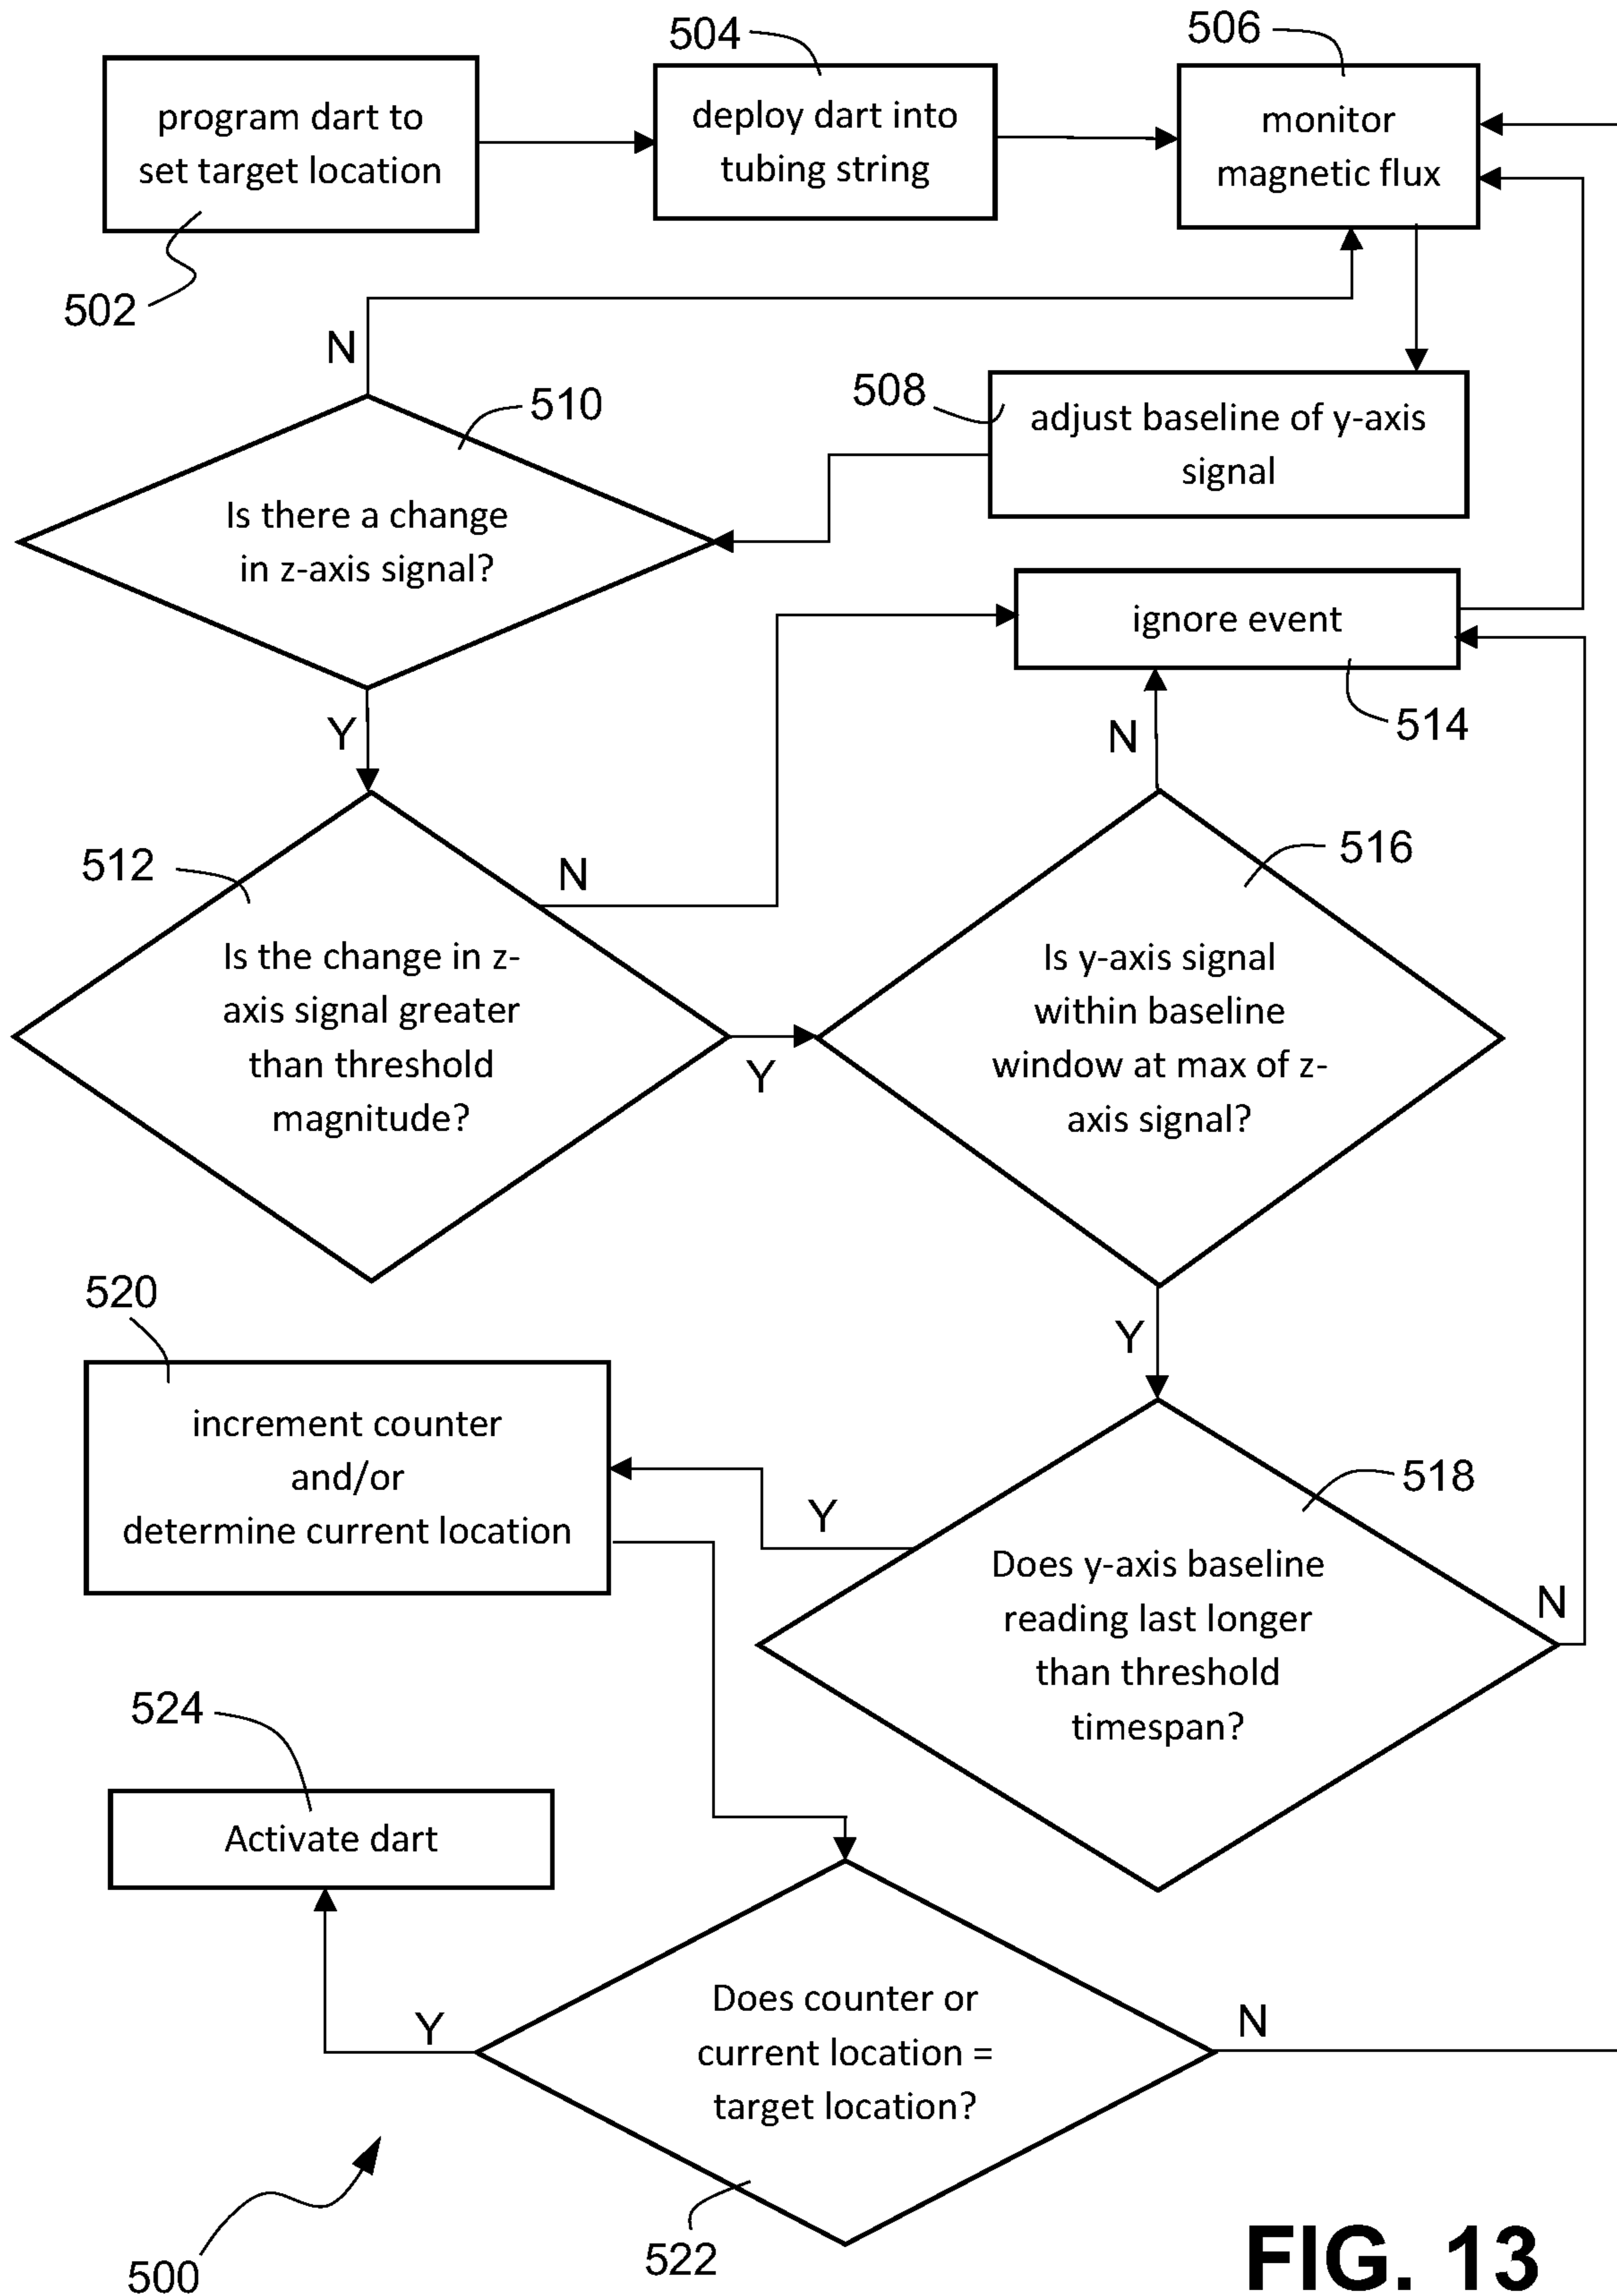 504
506
program dart to
set target location
deploy dart into
tubing string
monitor
magnetic flux
502
N
508
adjust baseline of y-axis
signal
510
Is there a change
in z-axis signal?
ignore event
514
Y
N
512
N
516
Is the change in z-
axis signal greater
than threshold
magnitude?
Y
Is y-axis signal
within baseline
window at max of z-
axis signal?
520
Y
increment counter
and/or
determine current location
Y
518
Does y-axis baseline
reading last longer
than threshold
timespan?
N
524
Activate dart
Y
Does counter or
current location =
target location?
N
522
500
FIG. 13